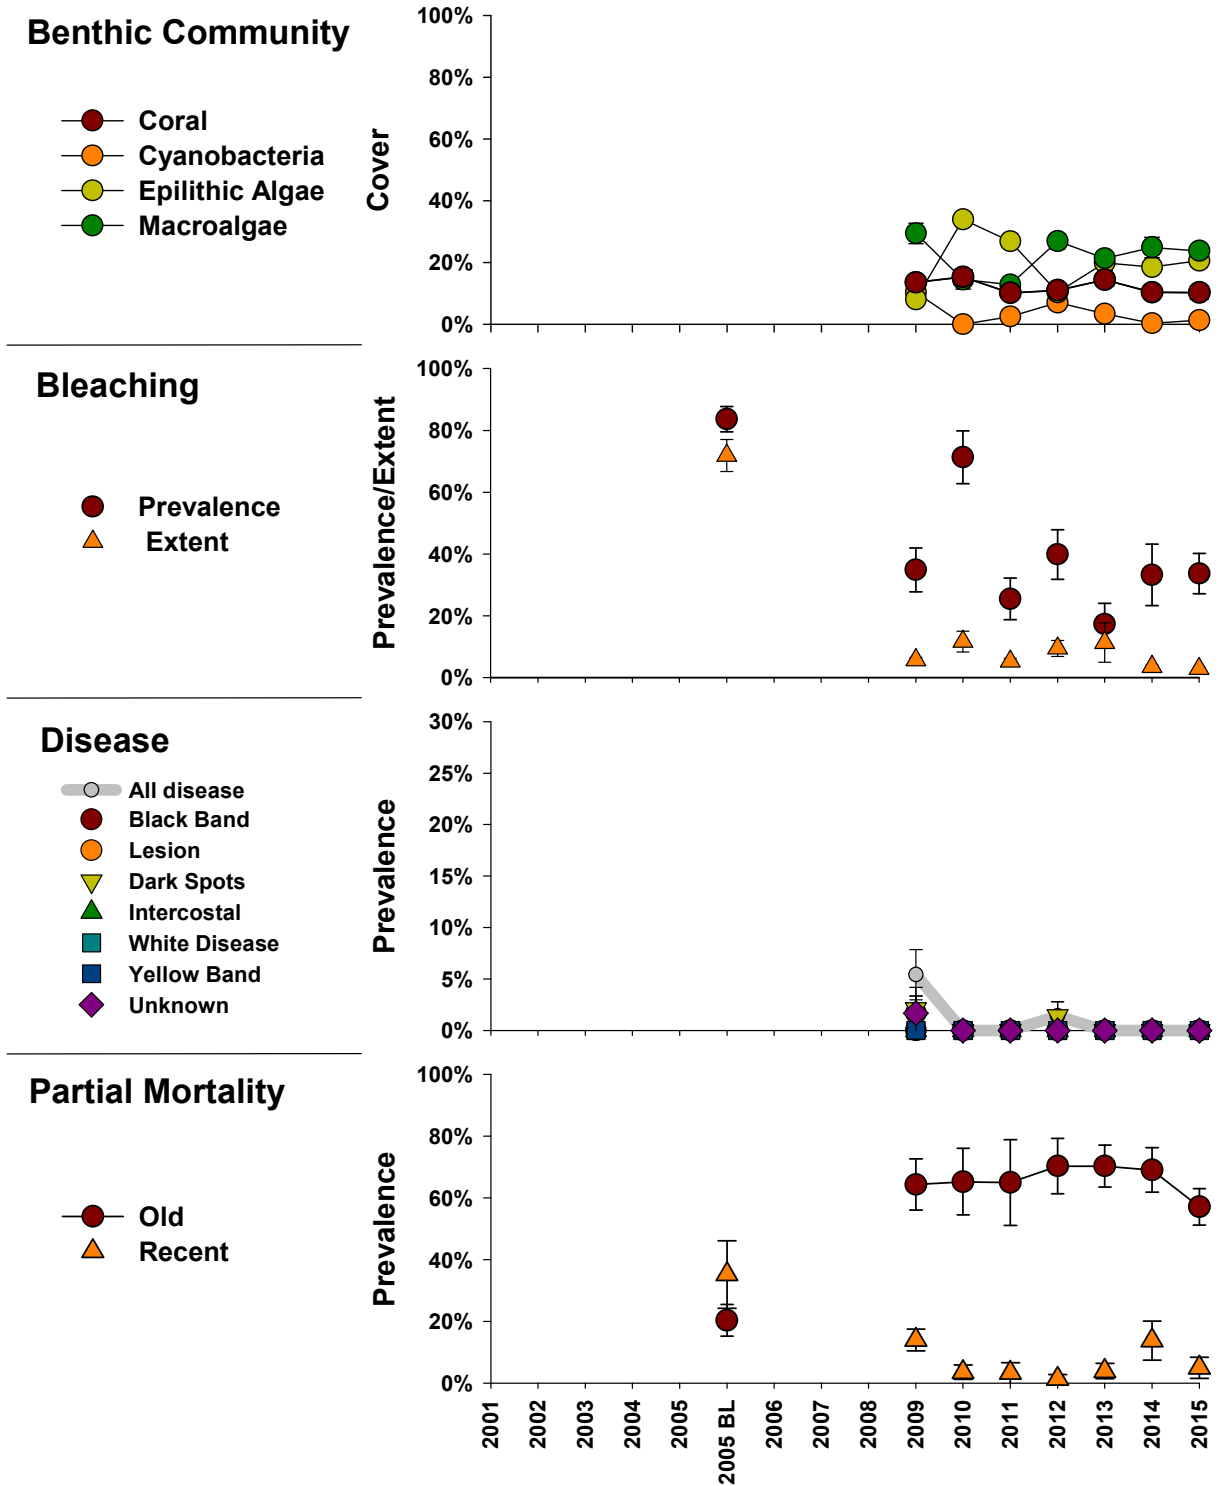 Benthic Community
Coral
Cyanobacteria
Epilithic Algae
Macroalgae
Cover
100%
80%
60%
40%
20%
0%
Bleaching
Prevalence
Extent
Prevalence/Extent
100%
80%
60%
40%
20%
0%
Disease
All disease
Black Band
Lesion
Dark Spots
Intercostal
White Disease
Yellow Band
Unknown
Prevalence
30%
25%
20%
15%
10%
5%
0%
Partial Mortality
Old
Recent
Prevalence
100%
80%
60%
40%
20%
0%
2001
2002
2003
2004
2005
2005 BL
2006
2007
2008
2009
2010
2011
2012
2013
2014
2015